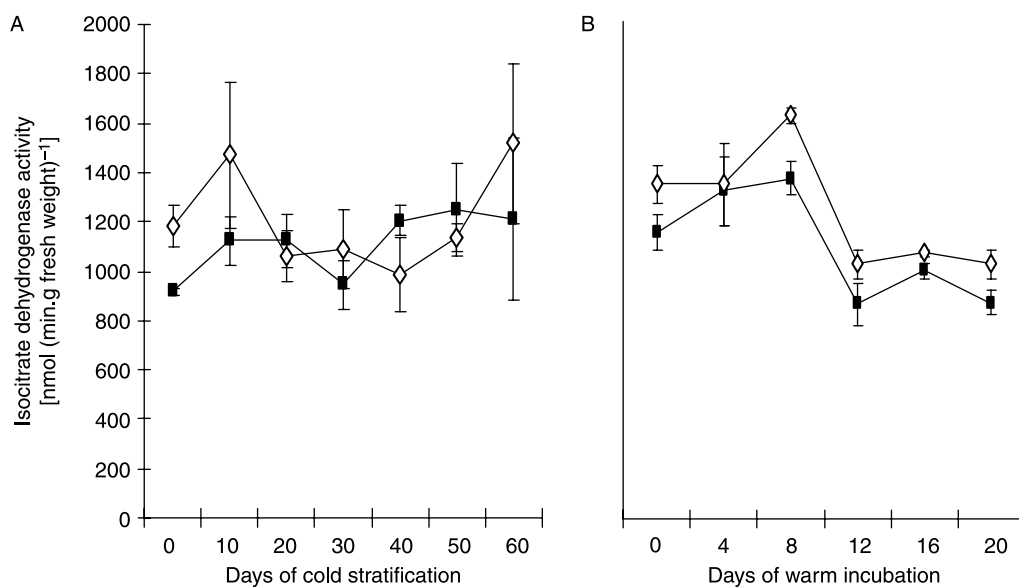 A
B
2000
1800
1600
1400
1200
1000
800
600
400
200
0
Isocitrate dehydrogenase activity
[nmol (min.g fresh weight)⁻¹
0 10 20 30 40 50 60
0 4 8 12 16 20
Days of cold stratification
Days of warm incubation